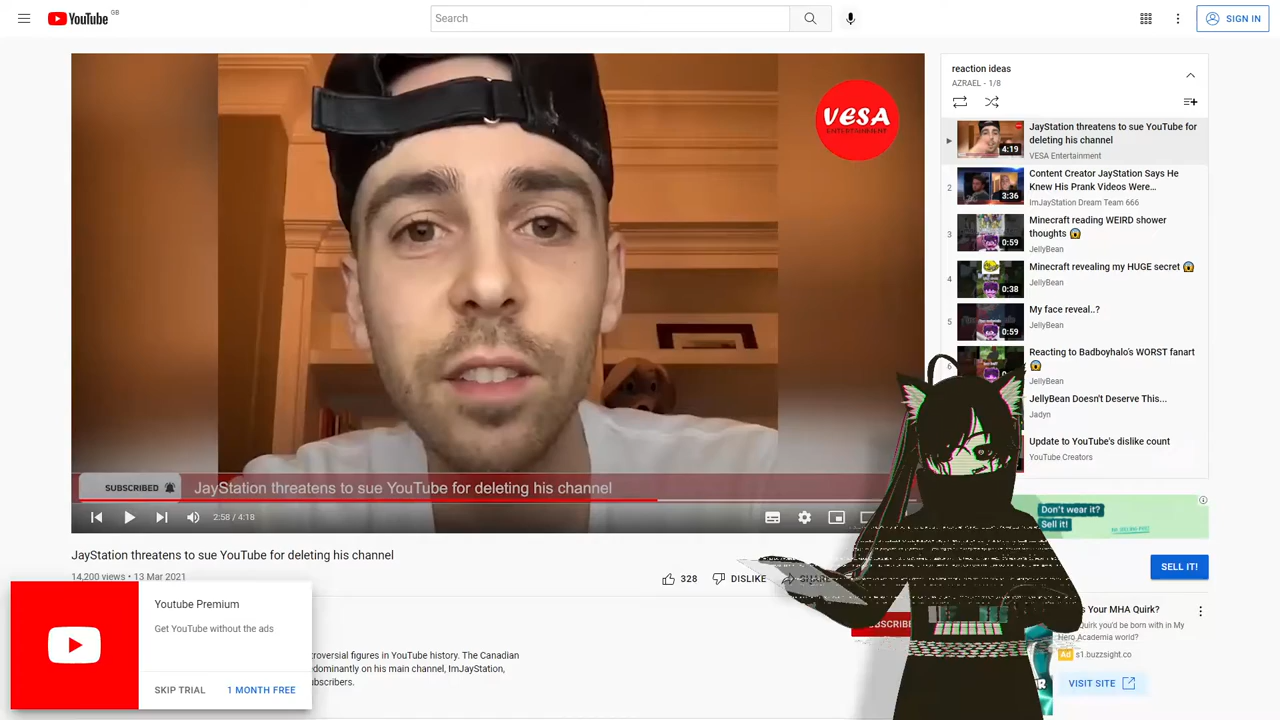 YouTube GB
Search
SIGN IN
VESA
ENTERTAINMENT
SUBSCRIBED
JayStation threatens to sue YouTube for deleting his channel
2:58 / 4:18
JayStation threatens to sue YouTube for deleting his channel
14,200 views • 13 Mar 2021
328
DISLIKE
SHARE
Youtube Premium
Get YouTube without the ads
SKIP TRIAL
1 MONTH FREE
roversial figures in YouTube history. The Canadian
dominantly on his main channel, ImJayStation,
ubscribers.
reaction ideas
AZRAEL - 1/8
4:19
JayStation threatens to sue YouTube for
deleting his channel
VESA Entertainment
2
3:36
Content Creator JayStation Says He
Knew His Prank Videos Were...
ImJayStation Dream Team 666
3
0:59
Minecraft reading WEIRD shower
thoughts 😱
JellyBean
4
0:38
Minecraft revealing my HUGE secret 😱
JellyBean
5
0:59
My face reveal..?
JellyBean
6
Reacting to Badboyhalo's WORST fanart
😱
JellyBean
JellyBean Doesn't Deserve This...
Jadyn
Update to YouTube's dislike count
YouTube Creators
Don't wear it?
Sell it!
SELL IT!
s Your MHA Quirk?
Quirk you'd be born with in My
Hero Academia world?
Ad s1.buzzsight.co
VISIT SITE